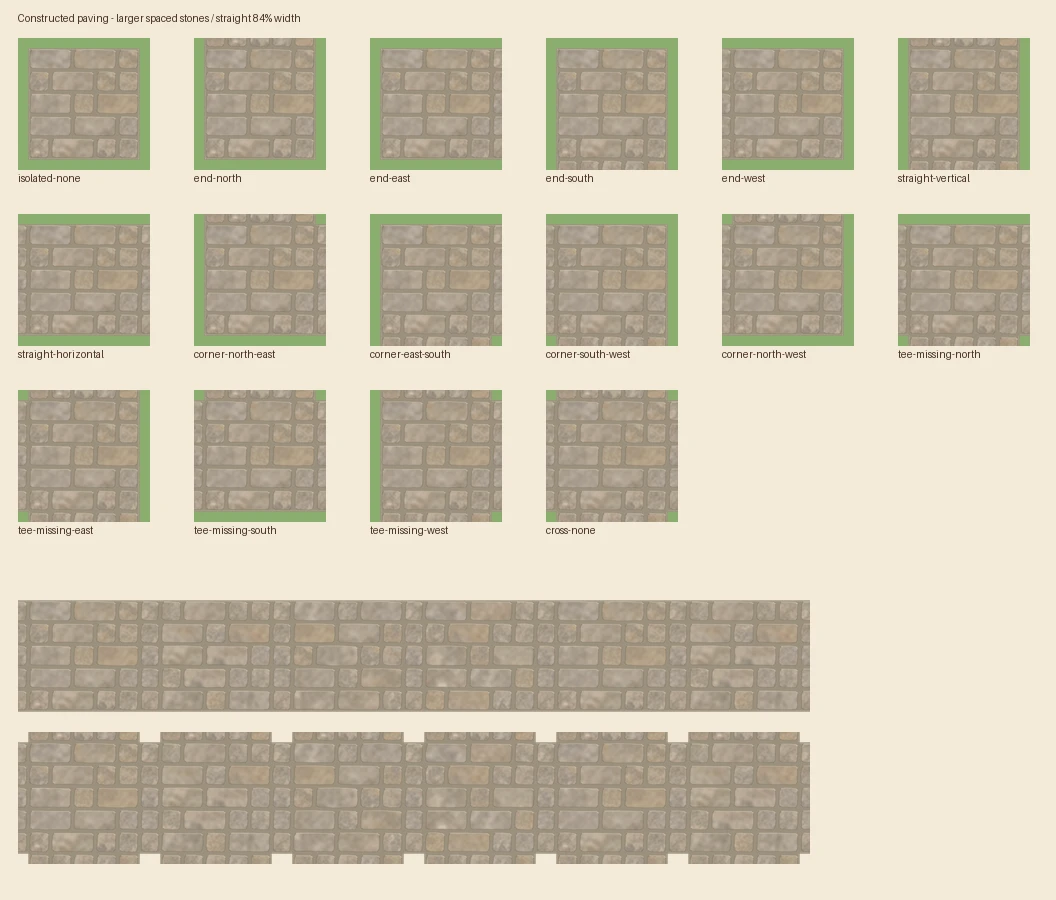 Constructed paving - larger spaced stones / straight 84% width
isolated-none
end-north
end-east
end-south
end-west
straight-vertical
straight-horizontal
corner-north-east
corner-east-south
corner-south-west
corner-north-west
tee-missing-north
tee-missing-east
tee-missing-south
tee-missing-west
cross-none